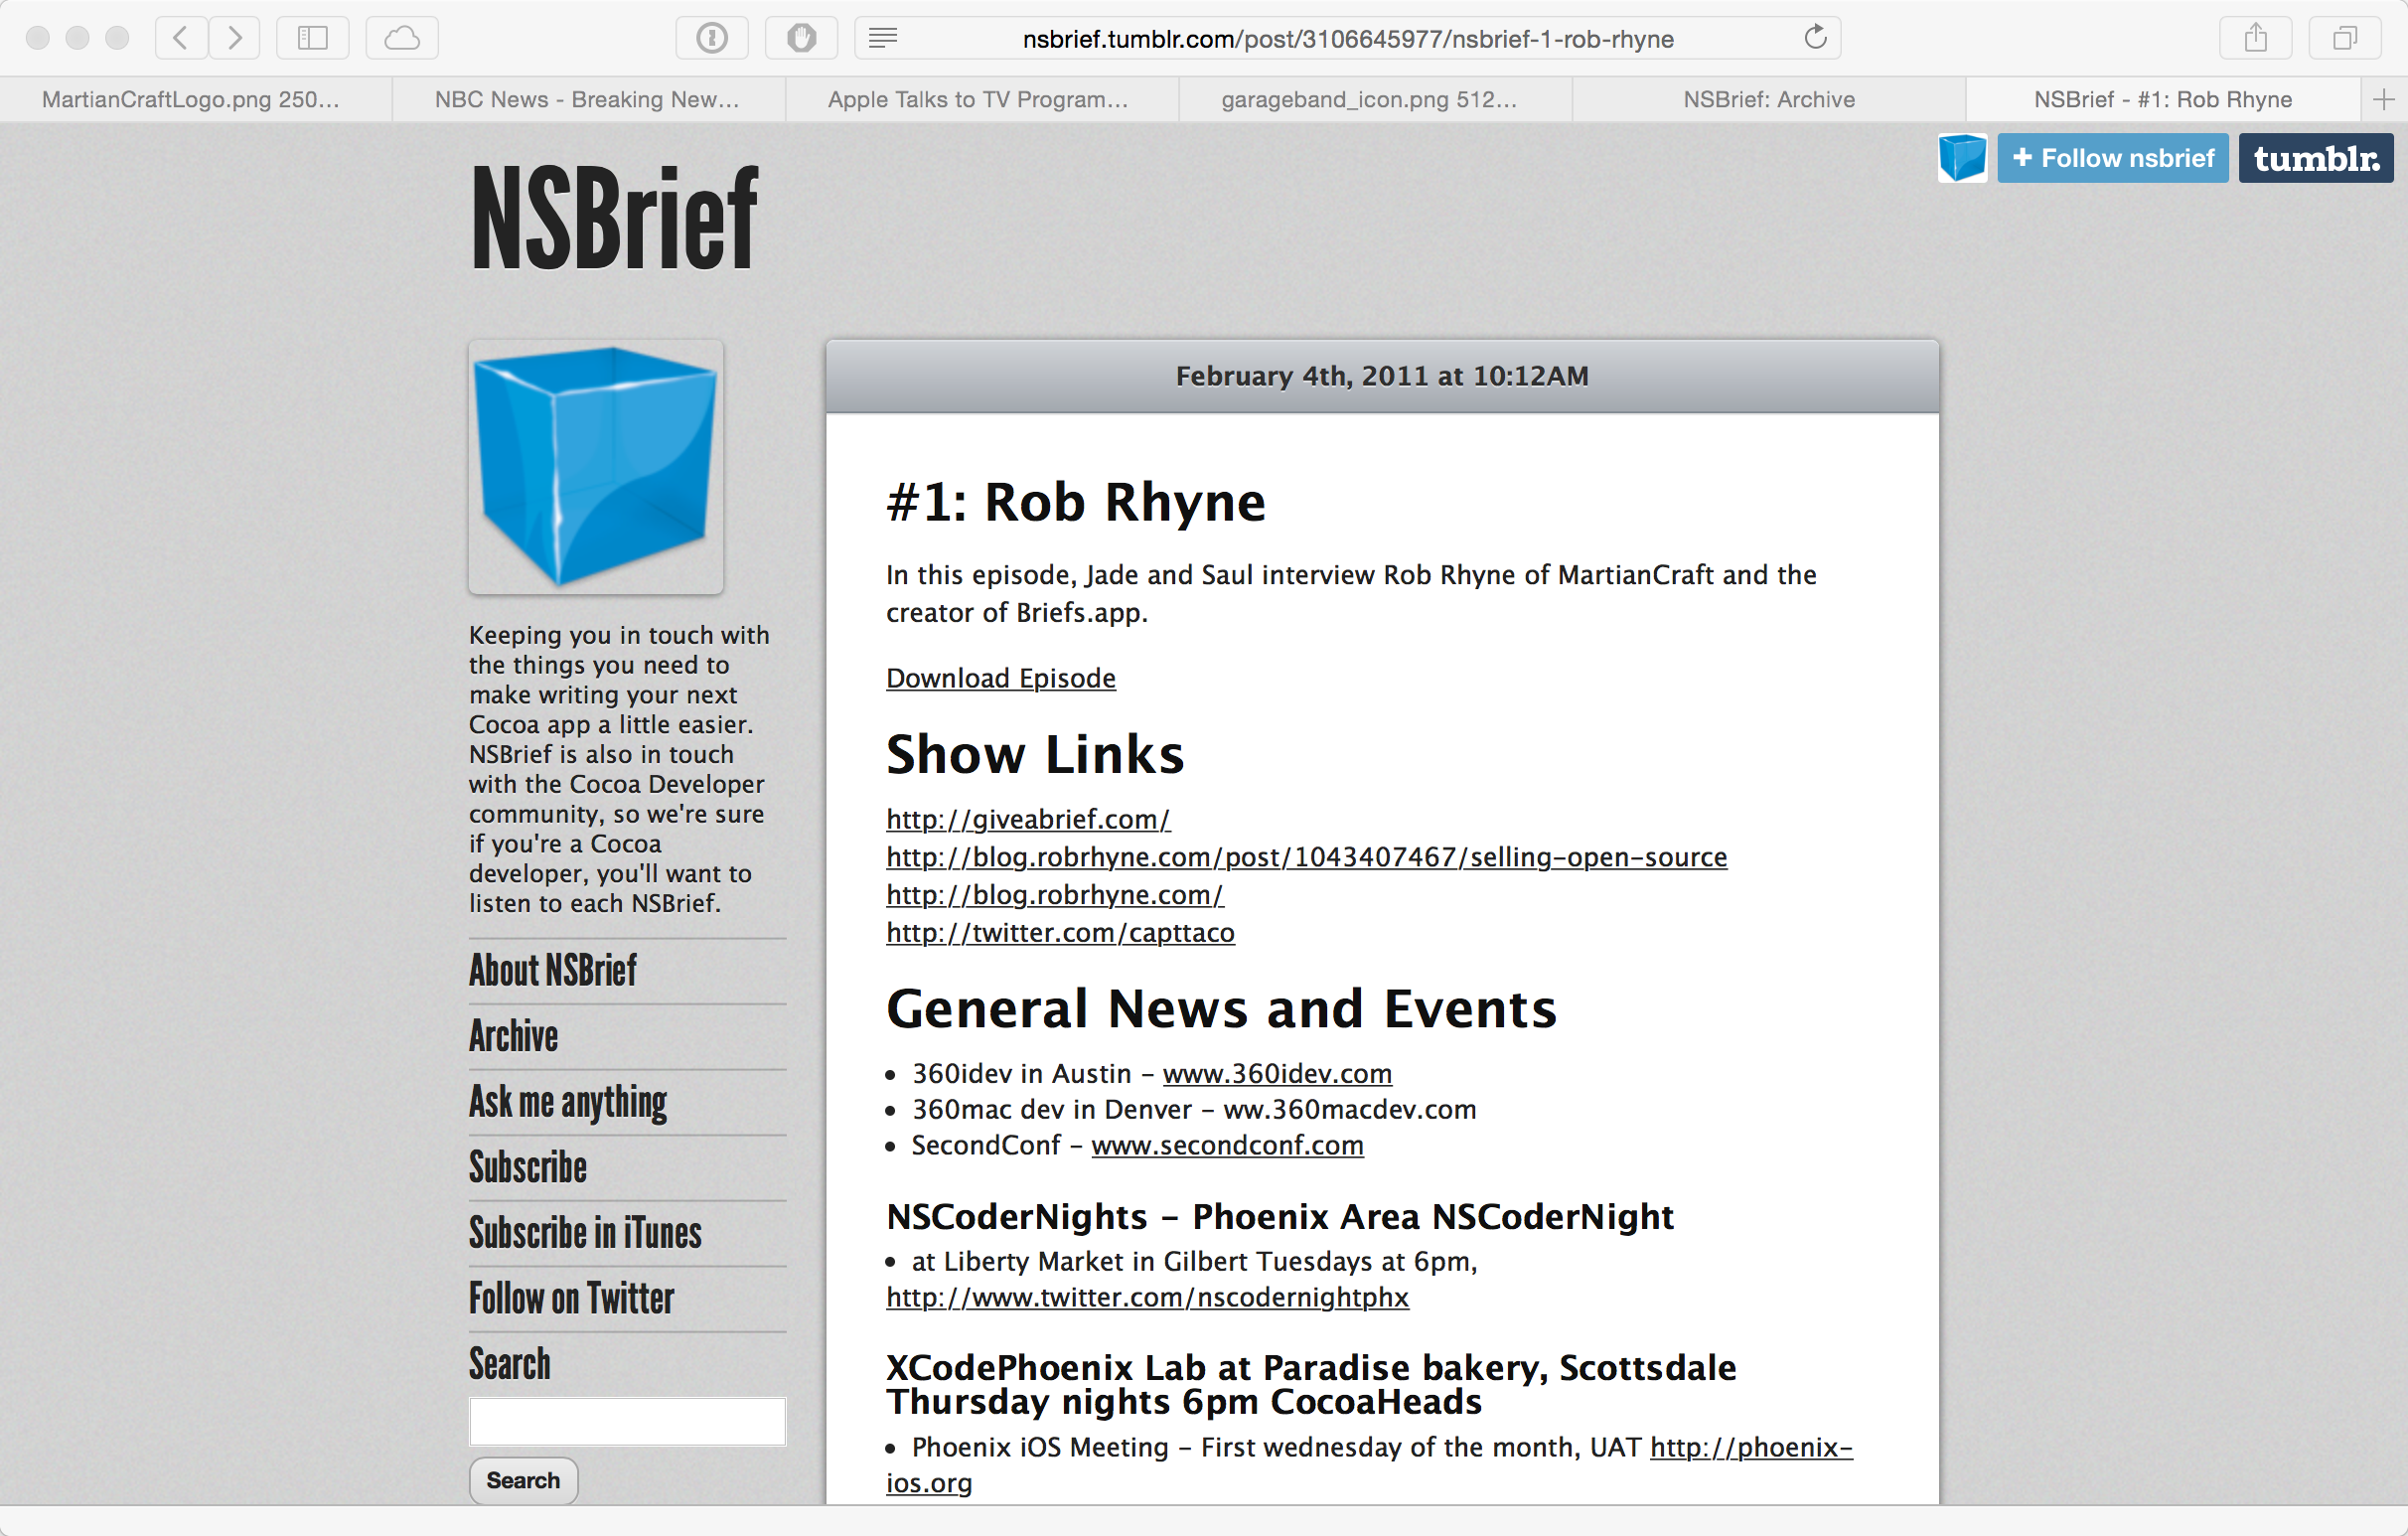 nsbrief.tumblr.com/post/3106645977/nsbrief-1-rob-rhyne
MartianCraftLogo.png 250...
NBC News - Breaking New...
Apple Talks to TV Program...
garageband_icon.png 512...
NSBrief: Archive
NSBrief - #1: Rob Rhyne
+ Follow nsbrief
tumblr.
NSBrief
Keeping you in touch with
the things you need to
make writing your next
Cocoa app a little easier.
NSBrief is also in touch
with the Cocoa Developer
community, so we're sure
if you're a Cocoa
developer, you'll want to
listen to each NSBrief.
About NSBrief
Archive
Ask me anything
Subscribe
Subscribe in iTunes
Follow on Twitter
Search
Search
February 4th, 2011 at 10:12AM
#1: Rob Rhyne
In this episode, Jade and Saul interview Rob Rhyne of MartianCraft and the
creator of Briefs.app.
Download Episode
Show Links
http://giveabrief.com/
http://blog.robrhyne.com/post/1043407467/selling-open-source
http://blog.robrhyne.com/
http://twitter.com/capttaco
General News and Events
• 360idev in Austin – www.360idev.com
• 360mac dev in Denver – ww.360macdev.com
• SecondConf – www.secondconf.com
NSCoderNights – Phoenix Area NSCoderNight
• at Liberty Market in Gilbert Tuesdays at 6pm,
http://www.twitter.com/nscodernightphx
XCodePhoenix Lab at Paradise bakery, Scottsdale
Thursday nights 6pm CocoaHeads
• Phoenix iOS Meeting – First wednesday of the month, UAT http://phoenix-
ios.org